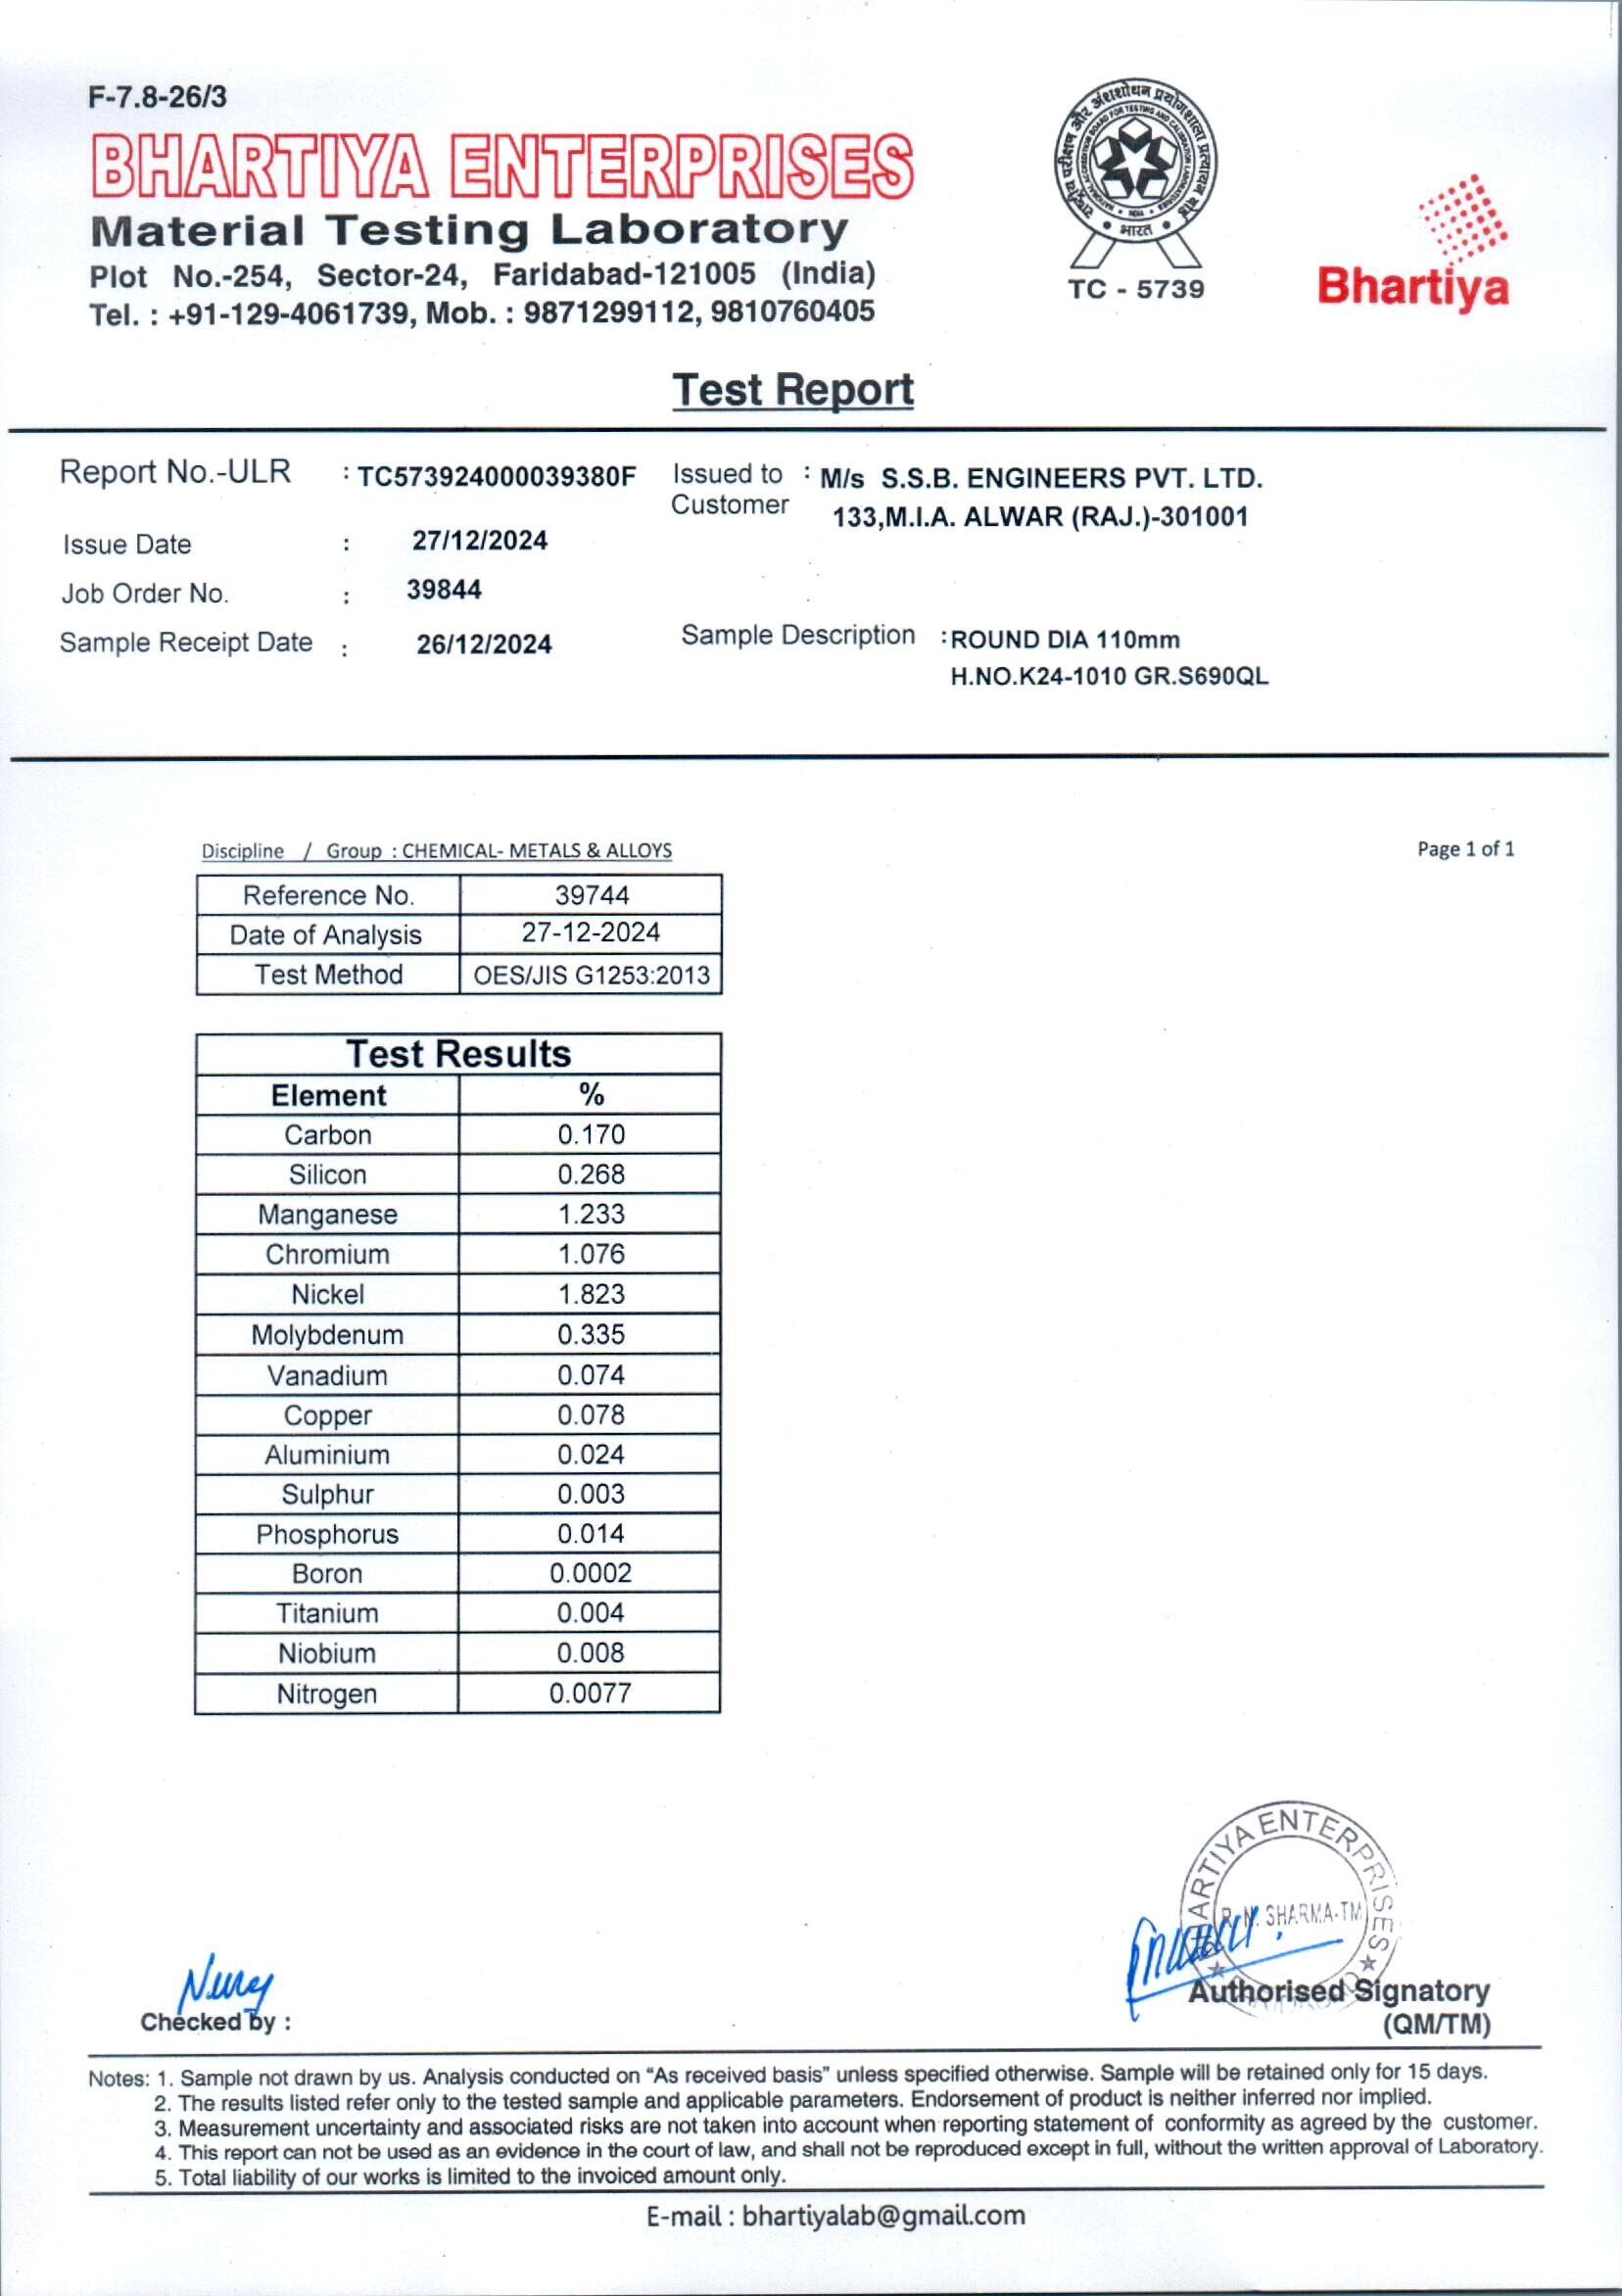 F-7.8-26/3
BHARTIYA ENTERPRISES
Material Testing Laboratory
Plot No.-254, Sector-24, Faridabad-121005 (India)
Tel. : +91-129-4061739, Mob. : 9871299112, 9810760405
राष्ट्रीय परीक्षण और अंशशोधन प्रयोगशाला प्रत्यायन बोर्ड
NATIONAL ACCREDITATION BOARD FOR TESTING AND CALIBRATION LABORATORIES
INDIA
भारत
TC - 5739
Bhartiya
Test Report
Report No.-ULR : TC573924000039380F
Issue Date : 27/12/2024
Job Order No. : 39844
Sample Receipt Date : 26/12/2024
Issued to : M/s S.S.B. ENGINEERS PVT. LTD.
Customer 133,M.I.A. ALWAR (RAJ.)-301001
Sample Description :ROUND DIA 110mm
H.NO.K24-1010 GR.S690QL
Discipline / Group : CHEMICAL- METALS & ALLOYS
Page 1 of 1
Reference No. 39744
Date of Analysis 27-12-2024
Test Method OES/JIS G1253:2013
Test Results
Element %
Carbon 0.170
Silicon 0.268
Manganese 1.233
Chromium 1.076
Nickel 1.823
Molybdenum 0.335
Vanadium 0.074
Copper 0.078
Aluminium 0.024
Sulphur 0.003
Phosphorus 0.014
Boron 0.0002
Titanium 0.004
Niobium 0.008
Nitrogen 0.0077
BHARTIYA ENTERPRISES
R. N. SHARMA-TM
Checked by :
Authorised Signatory
(QM/TM)
Notes: 1. Sample not drawn by us. Analysis conducted on “As received basis” unless specified otherwise. Sample will be retained only for 15 days.
2. The results listed refer only to the tested sample and applicable parameters. Endorsement of product is neither inferred nor implied.
3. Measurement uncertainty and associated risks are not taken into account when reporting statement of conformity as agreed by the customer.
4. This report can not be used as an evidence in the court of law, and shall not be reproduced except in full, without the written approval of Laboratory.
5. Total liability of our works is limited to the invoiced amount only.
E-mail : bhartiyalab@gmail.com